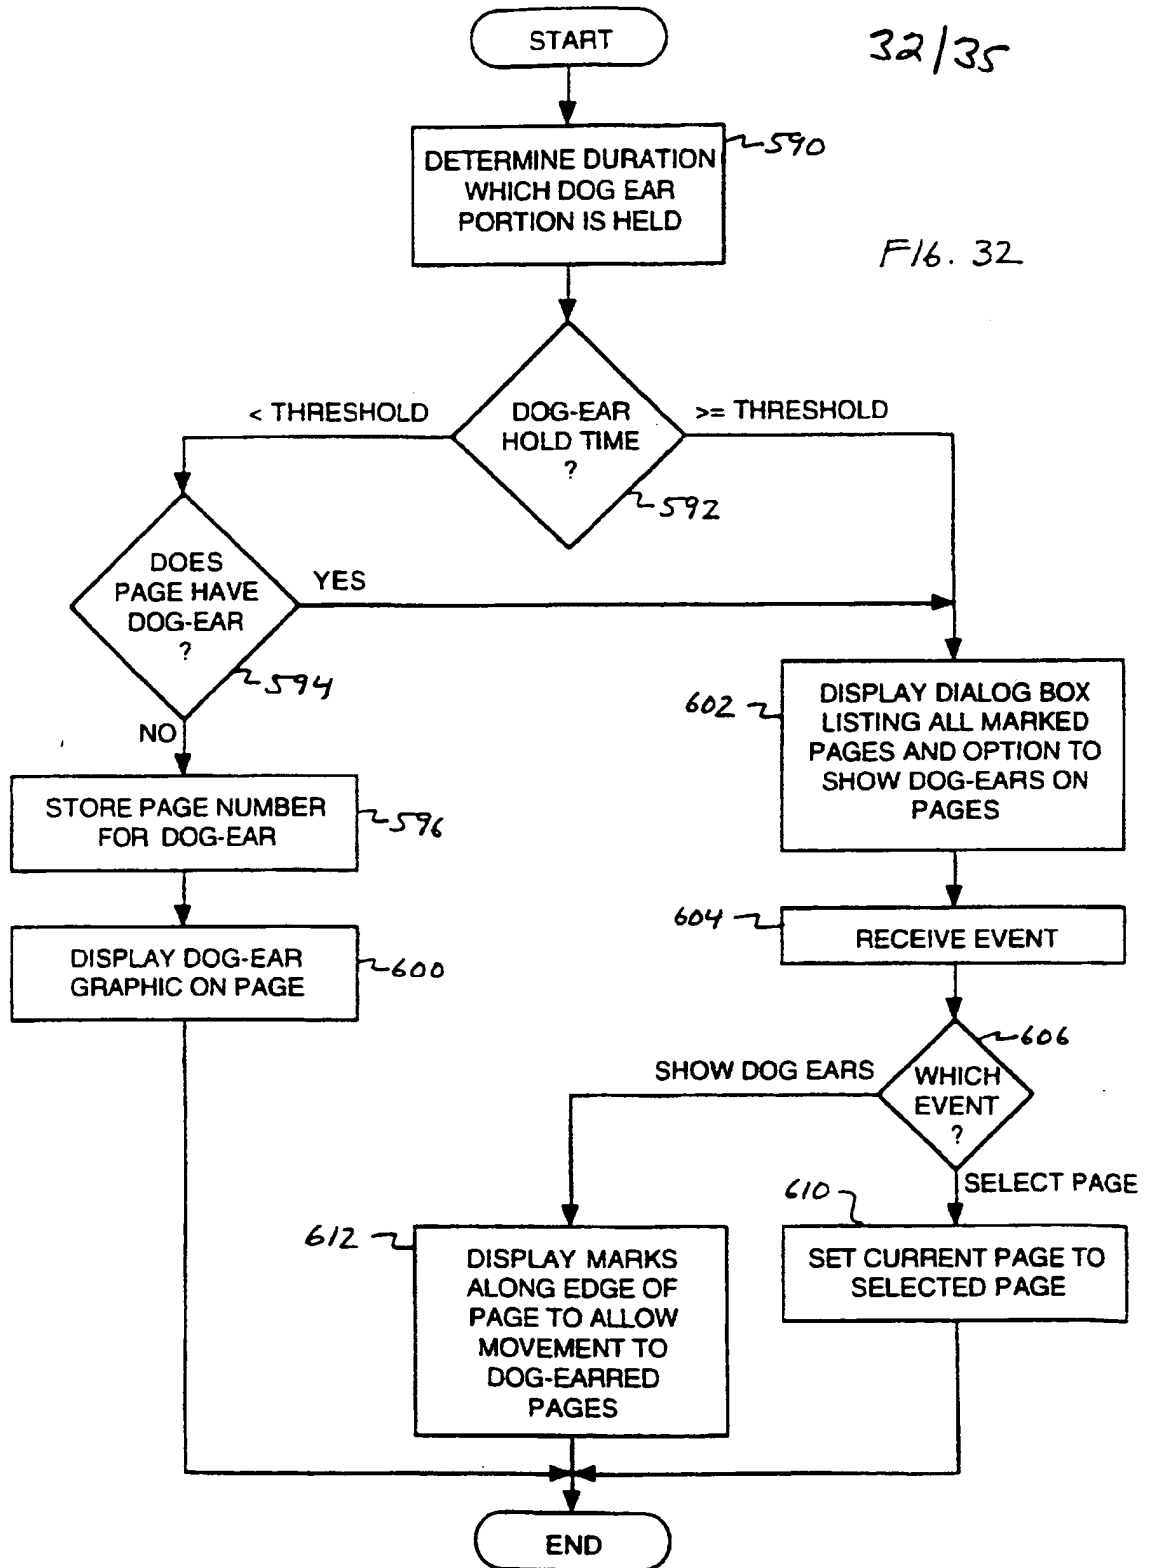 START
32/35
DETERMINE DURATION
WHICH DOG EAR
PORTION IS HELD
590
FIG. 32
< THRESHOLD
DOG-EAR
HOLD TIME
?
>= THRESHOLD
592
DOES
PAGE HAVE
DOG-EAR
?
YES
594
NO
602
DISPLAY DIALOG BOX
LISTING ALL MARKED
PAGES AND OPTION TO
SHOW DOG-EARS ON
PAGES
STORE PAGE NUMBER
FOR DOG-EAR
596
604
RECEIVE EVENT
DISPLAY DOG-EAR
GRAPHIC ON PAGE
600
606
SHOW DOG EARS
WHICH
EVENT
?
SELECT PAGE
610
612
DISPLAY MARKS
ALONG EDGE OF
PAGE TO ALLOW
MOVEMENT TO
DOG-EARRED
PAGES
SET CURRENT PAGE TO
SELECTED PAGE
END